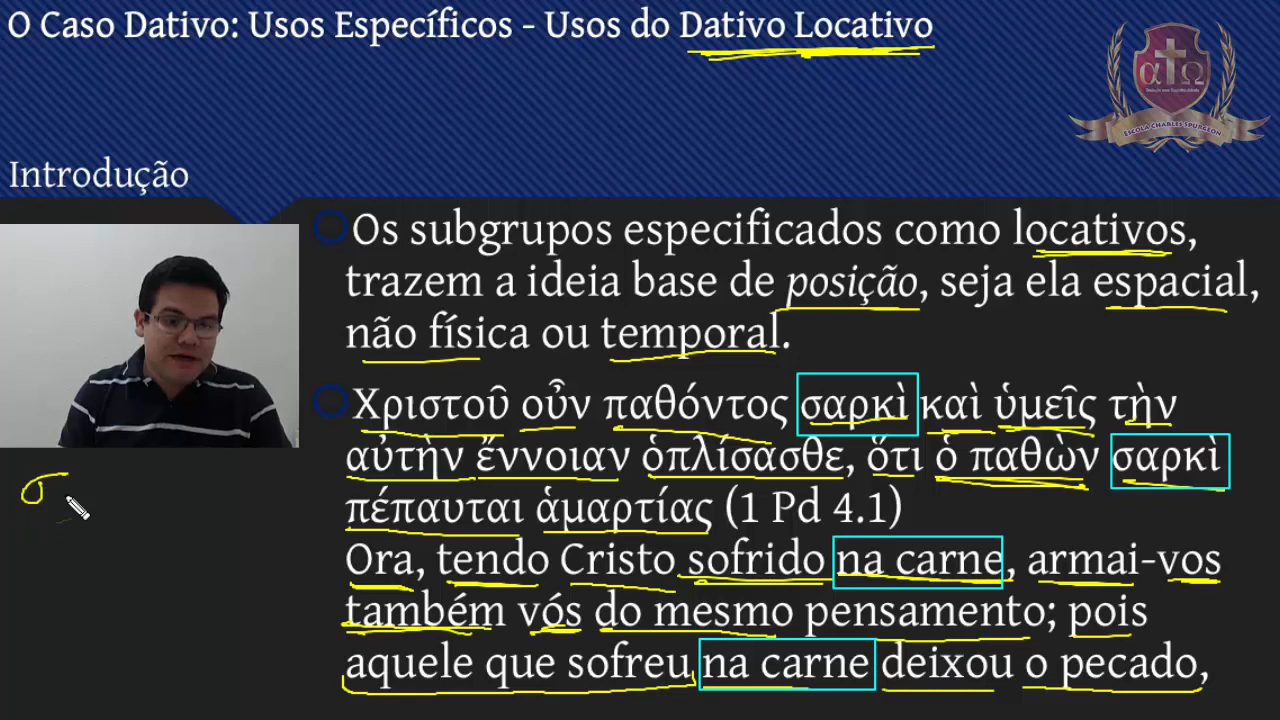 O Caso Dativo: Usos Específicos - Usos do Dativo Locativo
α Ω
ESCOLA CHARLES SPURGEON
Introdução
Os subgrupos especificados como locativos,
trazem a ideia base de posição, seja ela espacial,
não física ou temporal.
Χριστοῦ οὖν παθόντος σαρκὶ καὶ ὑμεῖς τὴν
αὐτὴν ἔννοιαν ὁπλίσασθε, ὅτι ὁ παθὼν σαρκὶ
πέπαυται ἁμαρτίας (1 Pd 4.1)
Ora, tendo Cristo sofrido na carne, armai-vos
também vós do mesmo pensamento; pois
aquele que sofreu na carne deixou o pecado,
σ